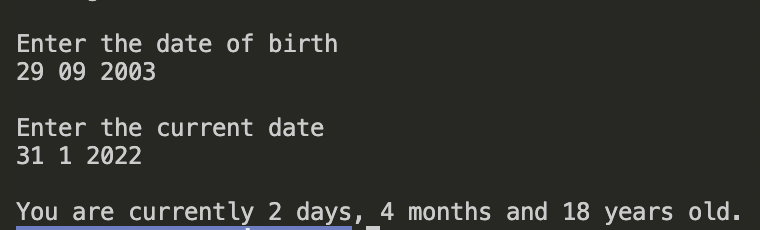 Enter the date of birth
29 09 2003
Enter the current date
31 1 2022
You are currently 2 days, 4 months and 18 years old.